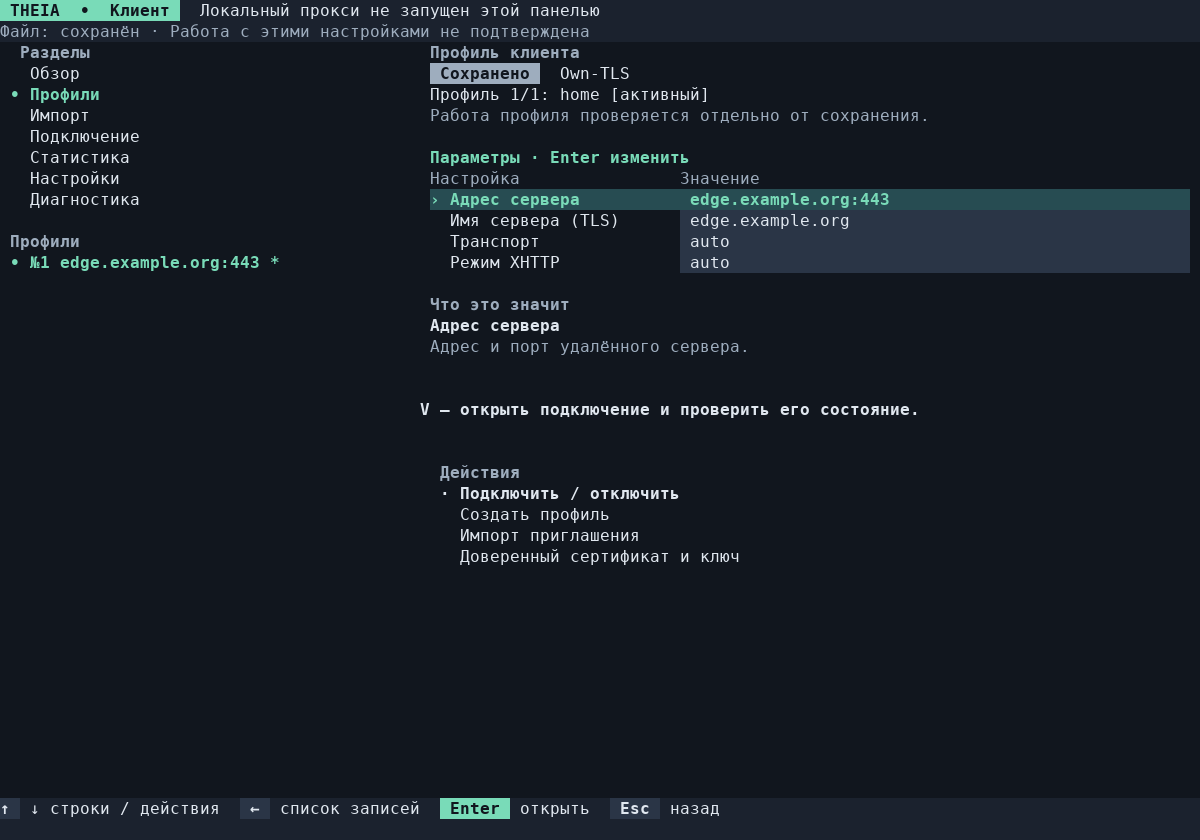 THEIA • Клиент Локальный прокси не запущен этой панелью
Файл: сохранён · Работа с этими настройками не подтверждена
Разделы
Обзор
• Профили
Импорт
Подключение
Статистика
Настройки
Диагностика
Профили
• №1 edge.example.org:443 *
Профиль клиента
Сохранено Own-TLS
Профиль 1/1: home [активный]
Работа профиля проверяется отдельно от сохранения.
Параметры · Enter изменить
Настройка Значение
› Адрес сервера edge.example.org:443
Имя сервера (TLS) edge.example.org
Транспорт auto
Режим XHTTP auto
Что это значит
Адрес сервера
Адрес и порт удалённого сервера.
V — открыть подключение и проверить его состояние.
Действия
· Подключить / отключить
Создать профиль
Импорт приглашения
Доверенный сертификат и ключ
↑ ↓ строки / действия ← список записей Enter открыть Esc назад